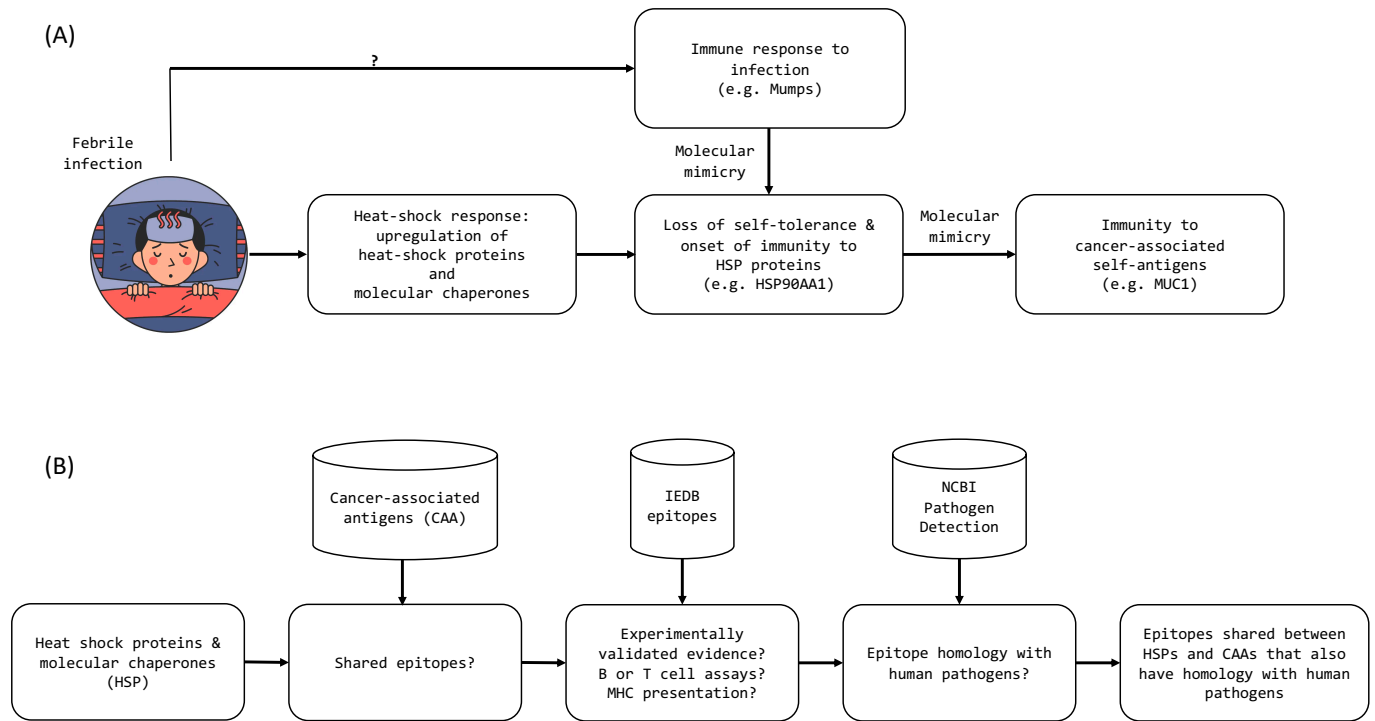 (A)
?
Immune response to
infection
(e.g. Mumps)
Febrile
infection
Molecular
mimicry
Heat-shock response:
upregulation of
heat-shock proteins
and
molecular chaperones
Loss of self-tolerance &
onset of immunity to
HSP proteins
(e.g. HSP90AA1)
Molecular
mimicry
Immunity to
cancer-associated
self-antigens
(e.g. MUC1)
(B)
Cancer-associated
antigens (CAA)
IEDB
epitopes
NCBI
Pathogen
Detection
Heat shock proteins &
molecular chaperones
(HSP)
Shared epitopes?
Experimentally
validated evidence?
B or T cell assays?
MHC presentation?
Epitope homology with
human pathogens?
Epitopes shared between
HSPs and CAAs that also
have homology with human
pathogens